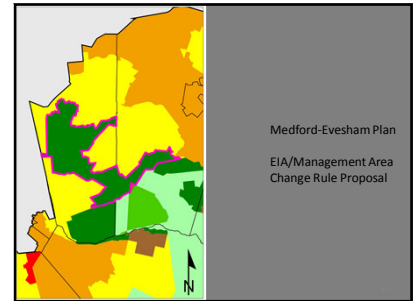 Medford-Evesham Plan
EIA/Management Area
Change Rule Proposal
N